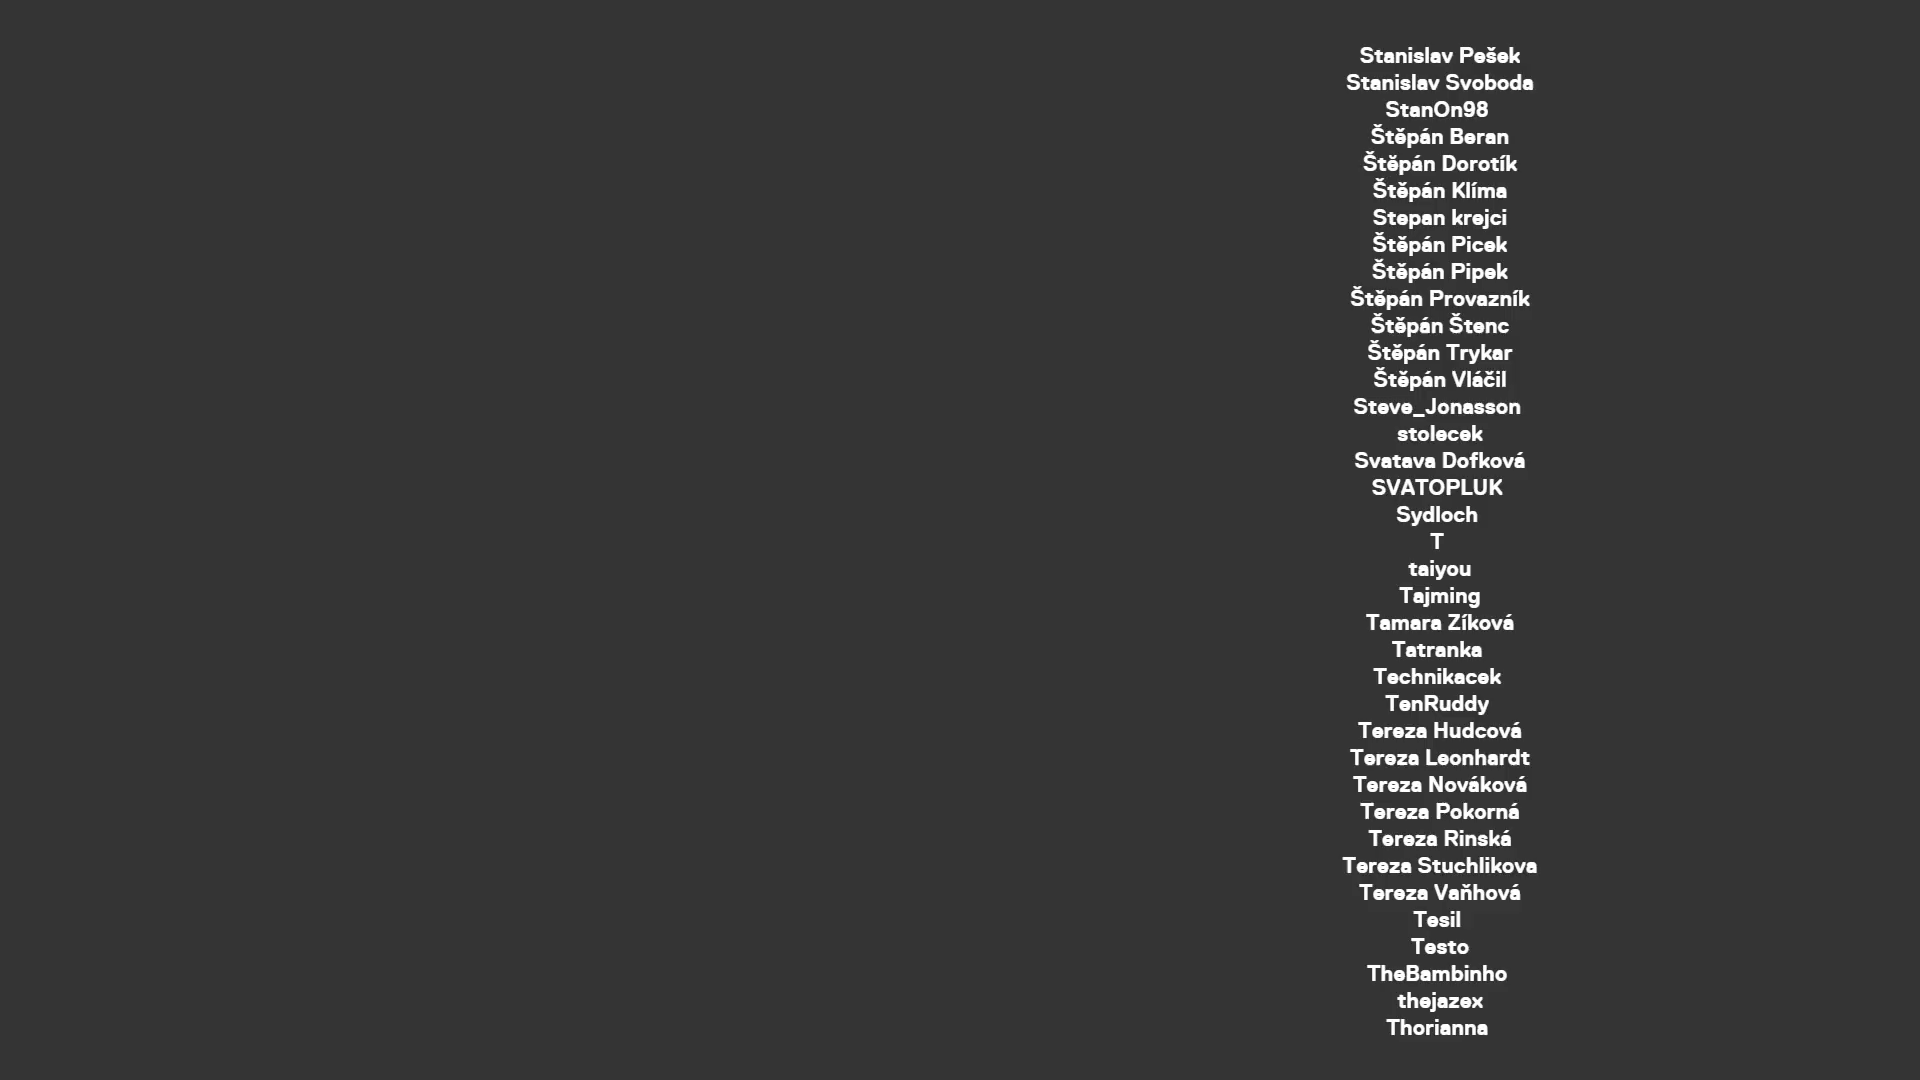 Stanislav Pešek
Stanislav Svoboda
StanOn98
Štěpán Beran
Štěpán Dorotík
Štěpán Klíma
Stepan krejci
Štěpán Picek
Štěpán Pipek
Štěpán Provazník
Štěpán Štenc
Štěpán Trykar
Štěpán Vláčil
Steve_Jonasson
stolecek
Svatava Dofková
SVATOPLUK
Sydloch
T
taiyou
Tajming
Tamara Zíková
Tatranka
Technikacek
TenRuddy
Tereza Hudcová
Tereza Leonhardt
Tereza Nováková
Tereza Pokorná
Tereza Rinská
Tereza Stuchlikova
Tereza Vaňhová
Tesil
Testo
TheBambinho
thejazex
Thorianna